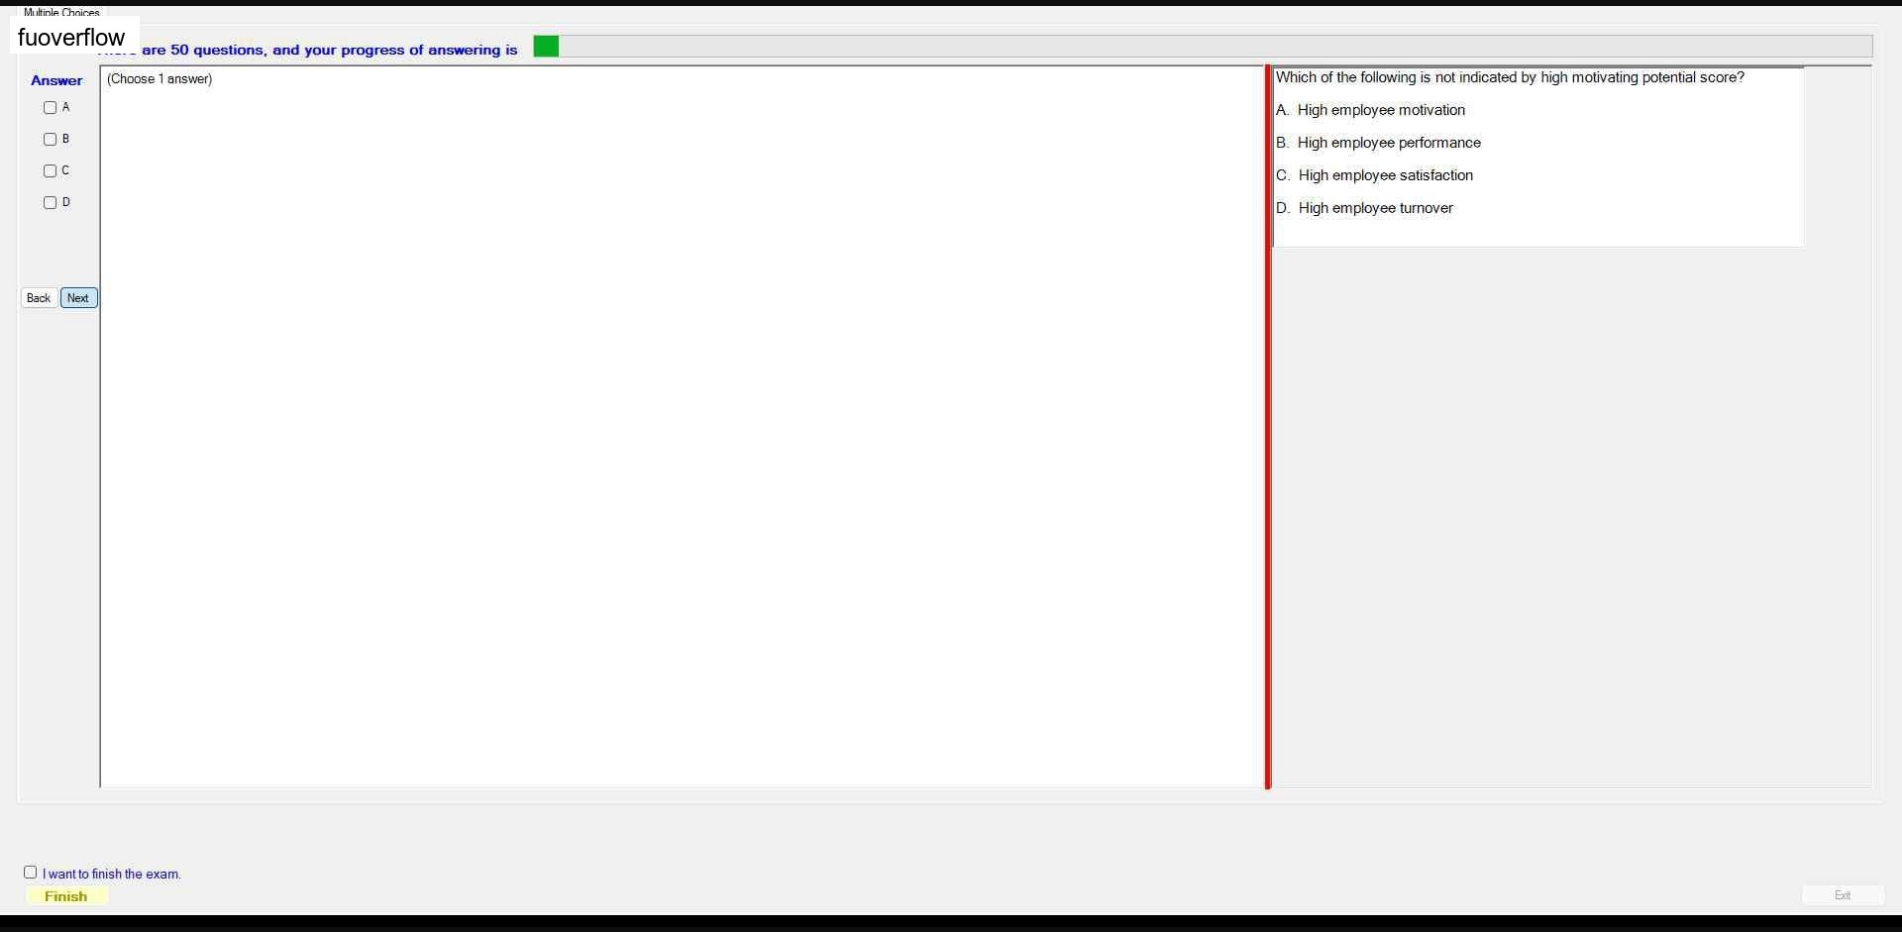 Multiple Choices
fuoverflow
are 50 questions, and your progress of answering is
Answer
(Choose 1 answer)
A
B
C
D
Back
Next
Which of the following is not indicated by high motivating potential score?
A. High employee motivation
B. High employee performance
C. High employee satisfaction
D. High employee turnover
I want to finish the exam.
Finish
Exit